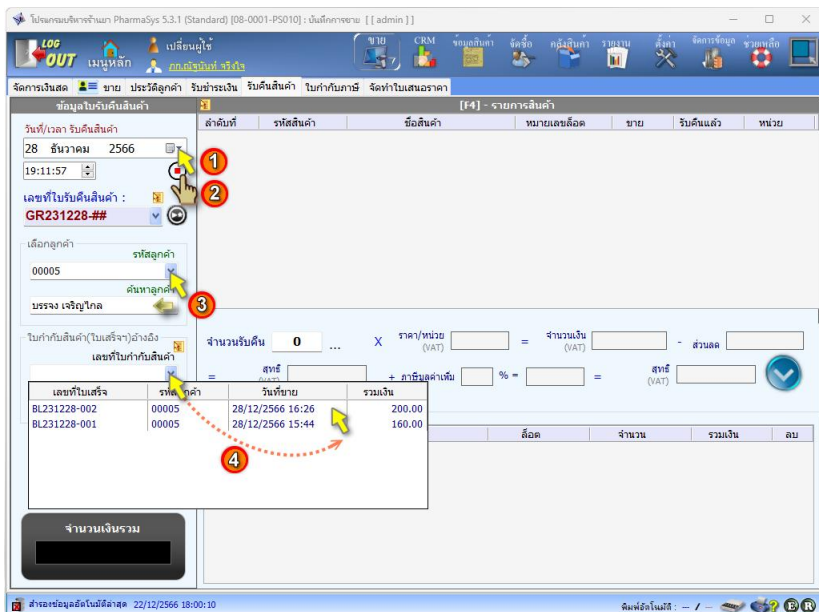 โปรแกรมบริหารร้านยา PharmaSys 5.3.1 (Standard) [08-0001-PS010] : บันทึกการขาย [ [ admin ] ]
LOG OUT
เมนูหลัก
เปลี่ยนผู้ใช้
ขาย
CRM
ข้อมูลสินค้า
จัดซื้อ
คลังสินค้า
รายงาน
ตั้งค่า
จัดการข้อมูล
ช่วยเหลือ
จัดการเงินสด
ขาย
ประวัติลูกค้า
รับชำระเงิน
รับคืนสินค้า
ใบกำกับภาษี
จัดทำใบเสนอราคา
ข้อมูลใบรับคืนสินค้า
[F4] - รายการสินค้า
ลำดับที่ รหัสสินค้า ชื่อสินค้า หมายเลขล็อต ขาย รับคืนแล้ว หน่วย
วันที่/เวลา รับคืนสินค้า
28 ธันวาคม 2566
1
19:11:57
2
เลขที่ใบรับคืนสินค้า :
GR231228-##
เลือกลูกค้า
รหัสลูกค้า
00005
ค้นหาลูกค้า
บรรจง เจริญไกล
3
ใบกำกับสินค้า(ใบเสร็จฯ)อ้างอิง
เลขที่ใบกำกับสินค้า
จำนวนรับคืน 0 ... X ราคา/หน่วย (VAT) = จำนวนเงิน (VAT) - ส่วนลด
= สุทธิ (VAT) + ภาษีมูลค่าเพิ่ม % = = สุทธิ (VAT)
เลขที่ใบเสร็จ รหัสลูกค้า วันที่ขาย รวมเงิน
BL231228-002 00005 28/12/2566 16:26 200.00
BL231228-001 00005 28/12/2566 15:44 160.00
4
ล็อต จำนวน รวมเงิน ลบ
จำนวนเงินรวม
สำรองข้อมูลอัตโนมัติล่าสุด 22/12/2566 18:00:10
พิมพ์อัตโนมัติ : – / –
E R